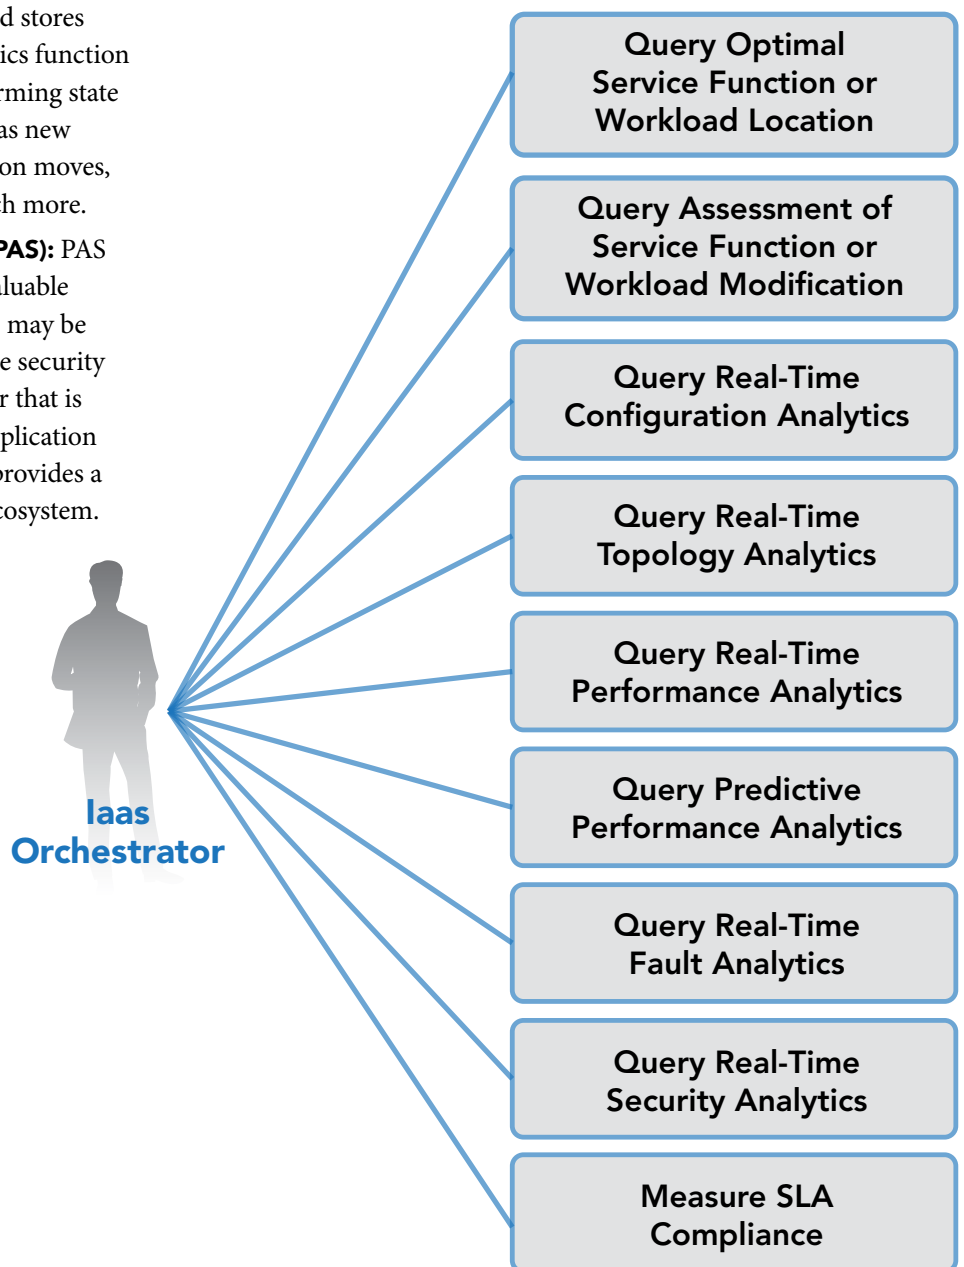 d stores
ics function
rming state
as new
on moves,
ch more.
PAS): PAS
aluable
may be
e security
r that is
plication
provides a
cosystem.
Iaas
Orchestrator
Query Optimal
Service Function or
Workload Location
Query Assessment of
Service Function or
Workload Modification
Query Real-Time
Configuration Analytics
Query Real-Time
Topology Analytics
Query Real-Time
Performance Analytics
Query Predictive
Performance Analytics
Query Real-Time
Fault Analytics
Query Real-Time
Security Analytics
Measure SLA
Compliance